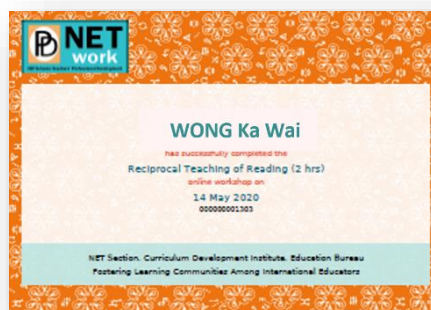 PD NET
work
WONG Ka Wai
has successfully completed the
Reciprocal Teaching of Reading (2 hrs)
online workshop on
14 May 2020
000000001303
NET Section, Curriculum Development Institute, Education Bureau
Fostering Learning Communities Among International Educators